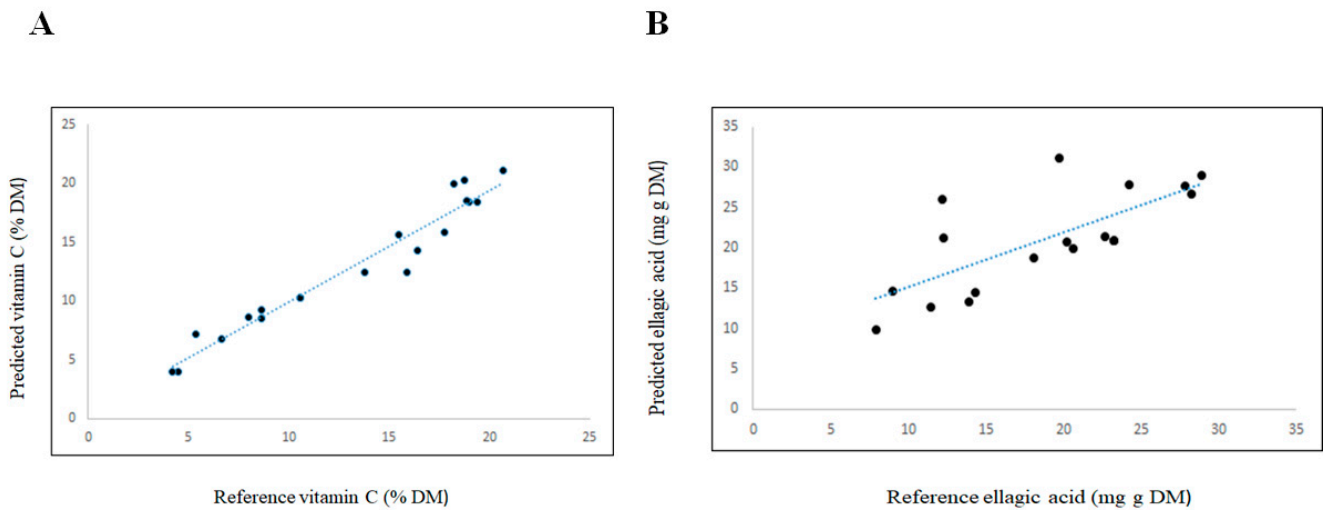 A
B
25
20
15
10
5
0
0 5 10 15 20 25
Predicted vitamin C (% DM)
Reference vitamin C (% DM)
35
30
25
20
15
10
5
0
0 5 10 15 20 25 30 35
Predicted ellagic acid (mg g DM)
Reference ellagic acid (mg g DM)